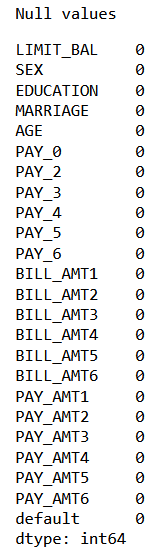 Null values
LIMIT_BAL 0
SEX 0
EDUCATION 0
MARRIAGE 0
AGE 0
PAY_0 0
PAY_2 0
PAY_3 0
PAY_4 0
PAY_5 0
PAY_6 0
BILL_AMT1 0
BILL_AMT2 0
BILL_AMT3 0
BILL_AMT4 0
BILL_AMT5 0
BILL_AMT6 0
PAY_AMT1 0
PAY_AMT2 0
PAY_AMT3 0
PAY_AMT4 0
PAY_AMT5 0
PAY_AMT6 0
default 0
dtype: int64